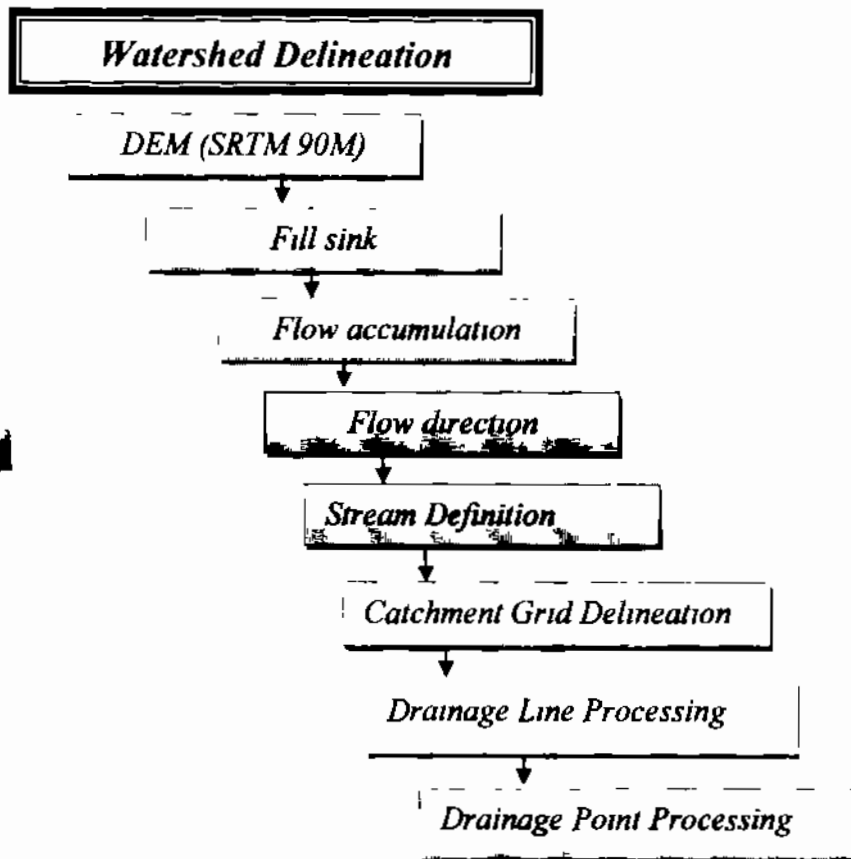 Watershed Delineation
DEM (SRTM 90M)
Fill sink
Flow accumulation
Flow direction
Stream Definition
Catchment Grid Delineation
Drainage Line Processing
Drainage Point Processing